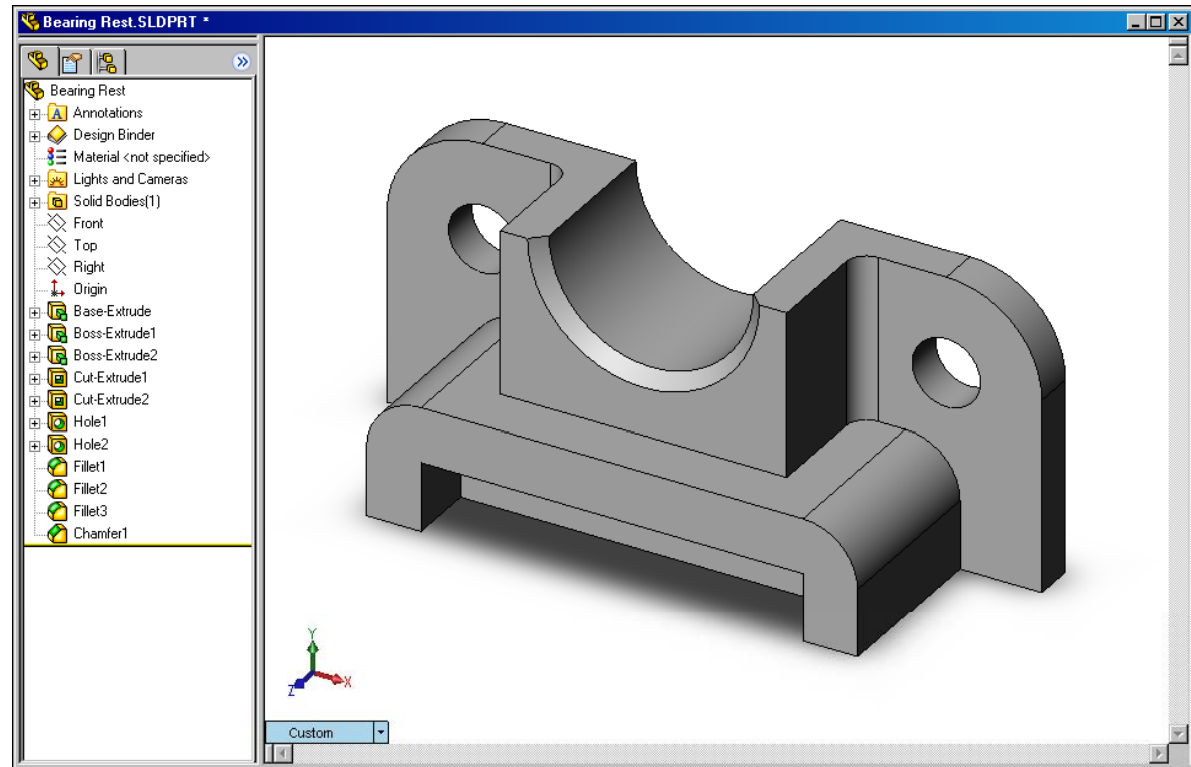 Bearing Rest.SLDPRT *
Bearing Rest
A Annotations
Design Binder
Material <not specified>
Lights and Cameras
Solid Bodies(1)
Front
Top
Right
Origin
Base-Extrude
Boss-Extrude1
Boss-Extrude2
Cut-Extrude1
Cut-Extrude2
Hole1
Hole2
Fillet1
Fillet2
Fillet3
Chamfer1
Y
X
Z
Custom